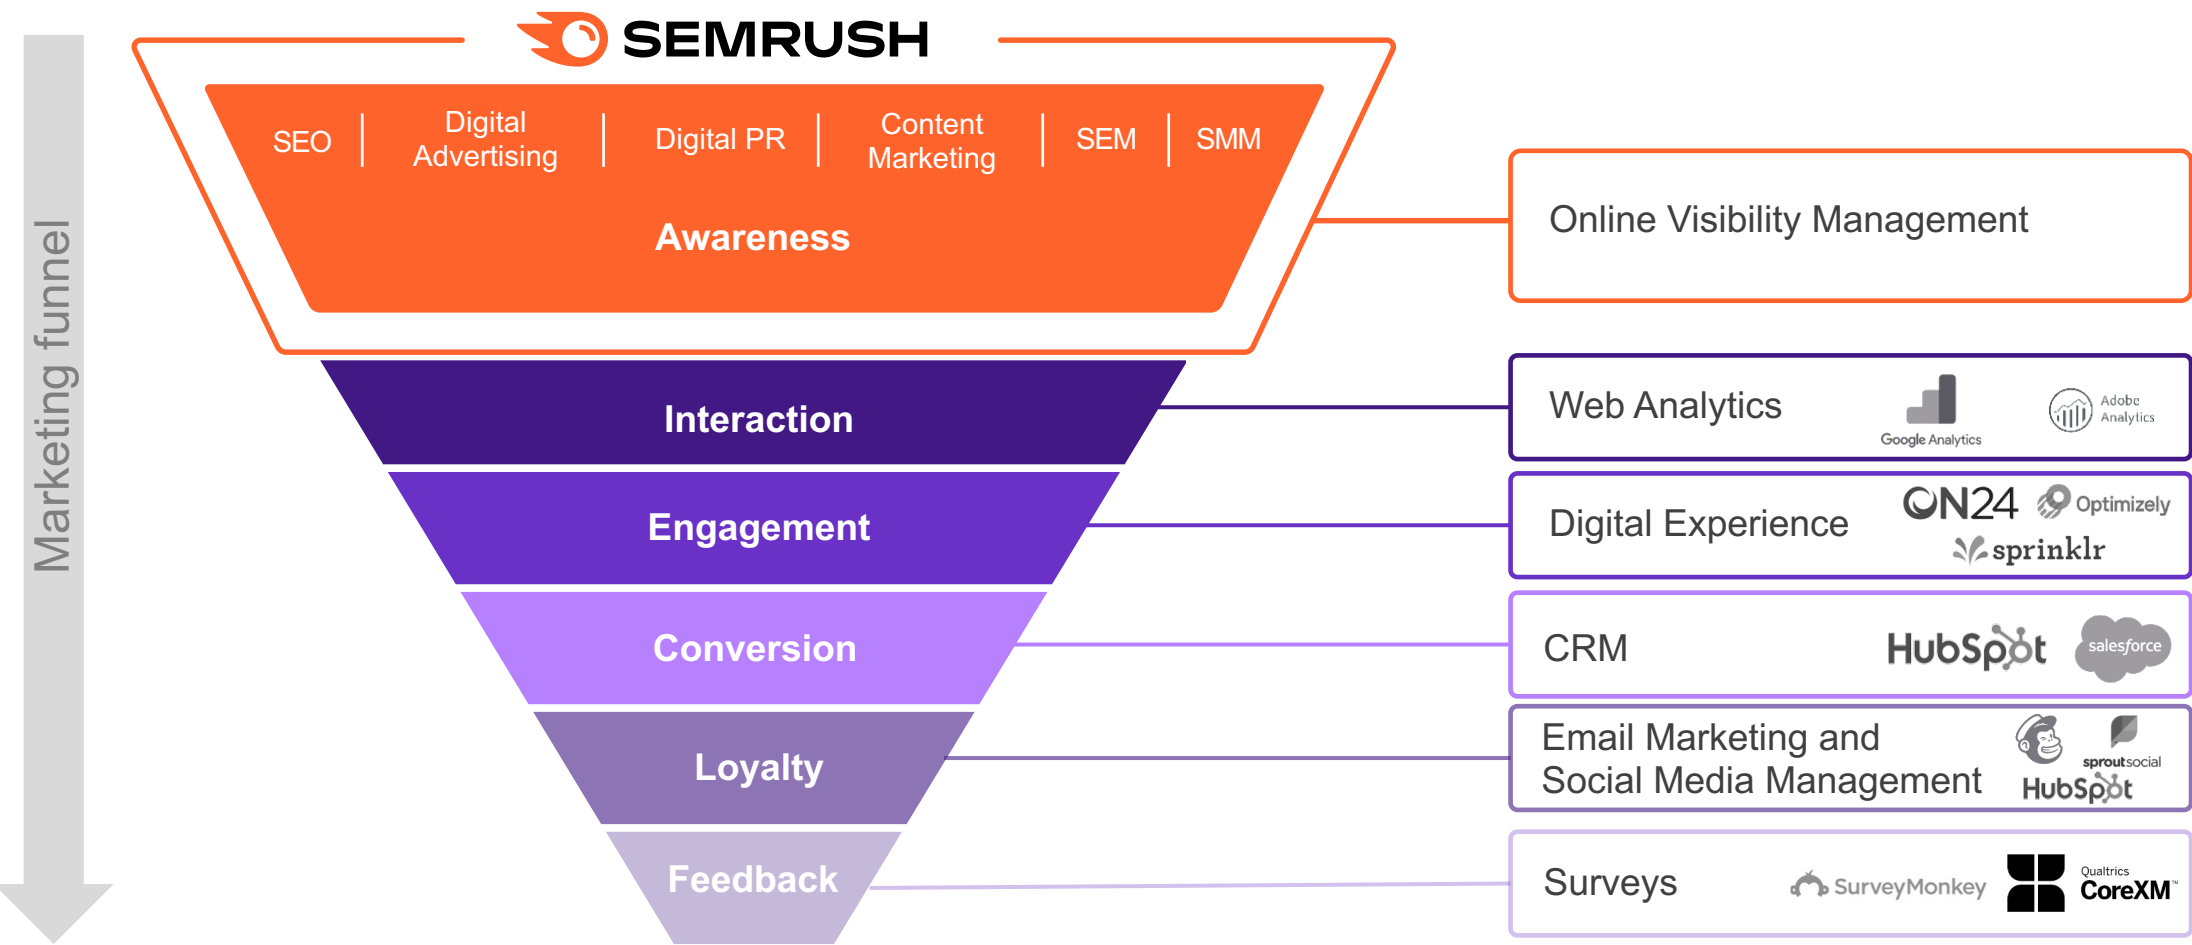 SEMRUSH
SEO
Digital
Advertising
Digital PR
Content
Marketing
SEM
SMM
Awareness
Online Visibility Management
Marketing funnel
Interaction
Web Analytics
Google Analytics
Adobe
Analytics
Engagement
Digital Experience
ON24
Optimizely
sprinklr
Conversion
CRM
HubSpot
salesforce
Loyalty
Email Marketing and
Social Media Management
sproutsocial
HubSpot
Feedback
Surveys
SurveyMonkey
Qualtrics
CoreXM™